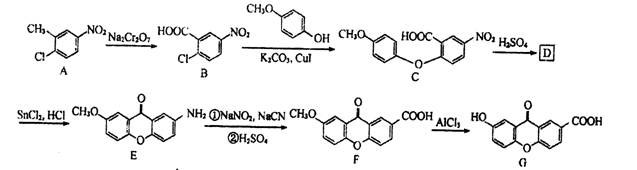 CH₃O
CH₃ NO₂ Na₂Cr₂O₇ HOOC NO₂ OH CH₃O HOOC NO₂ H₂SO₄ D
Cl Cl K₂CO₃, CuI O
A B C
SnCl₂, HCl CH₃O O NH₂ ①NaNO₂, NaCN CH₃O O COOH AlCl₃ HO O COOH
O ②H₂SO₄ O O
E F G